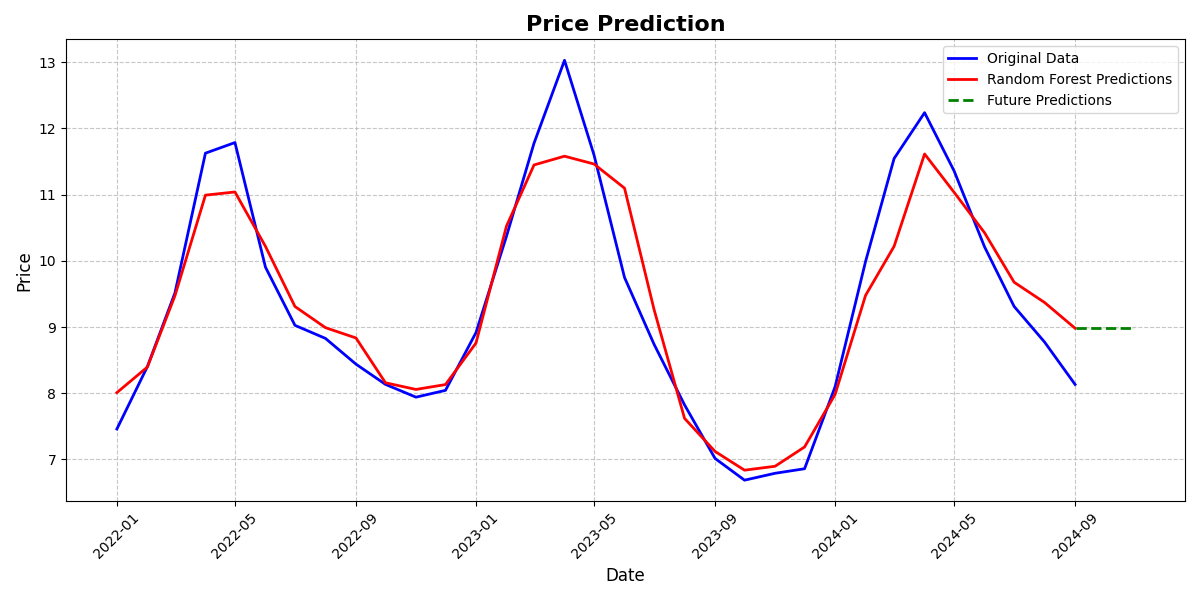 Price Prediction
Original Data
Random Forest Predictions
Future Predictions
Price
13
12
11
10
9
8
7
2022-01
2022-05
2022-09
2023-01
2023-05
2023-09
2024-01
2024-05
2024-09
Date